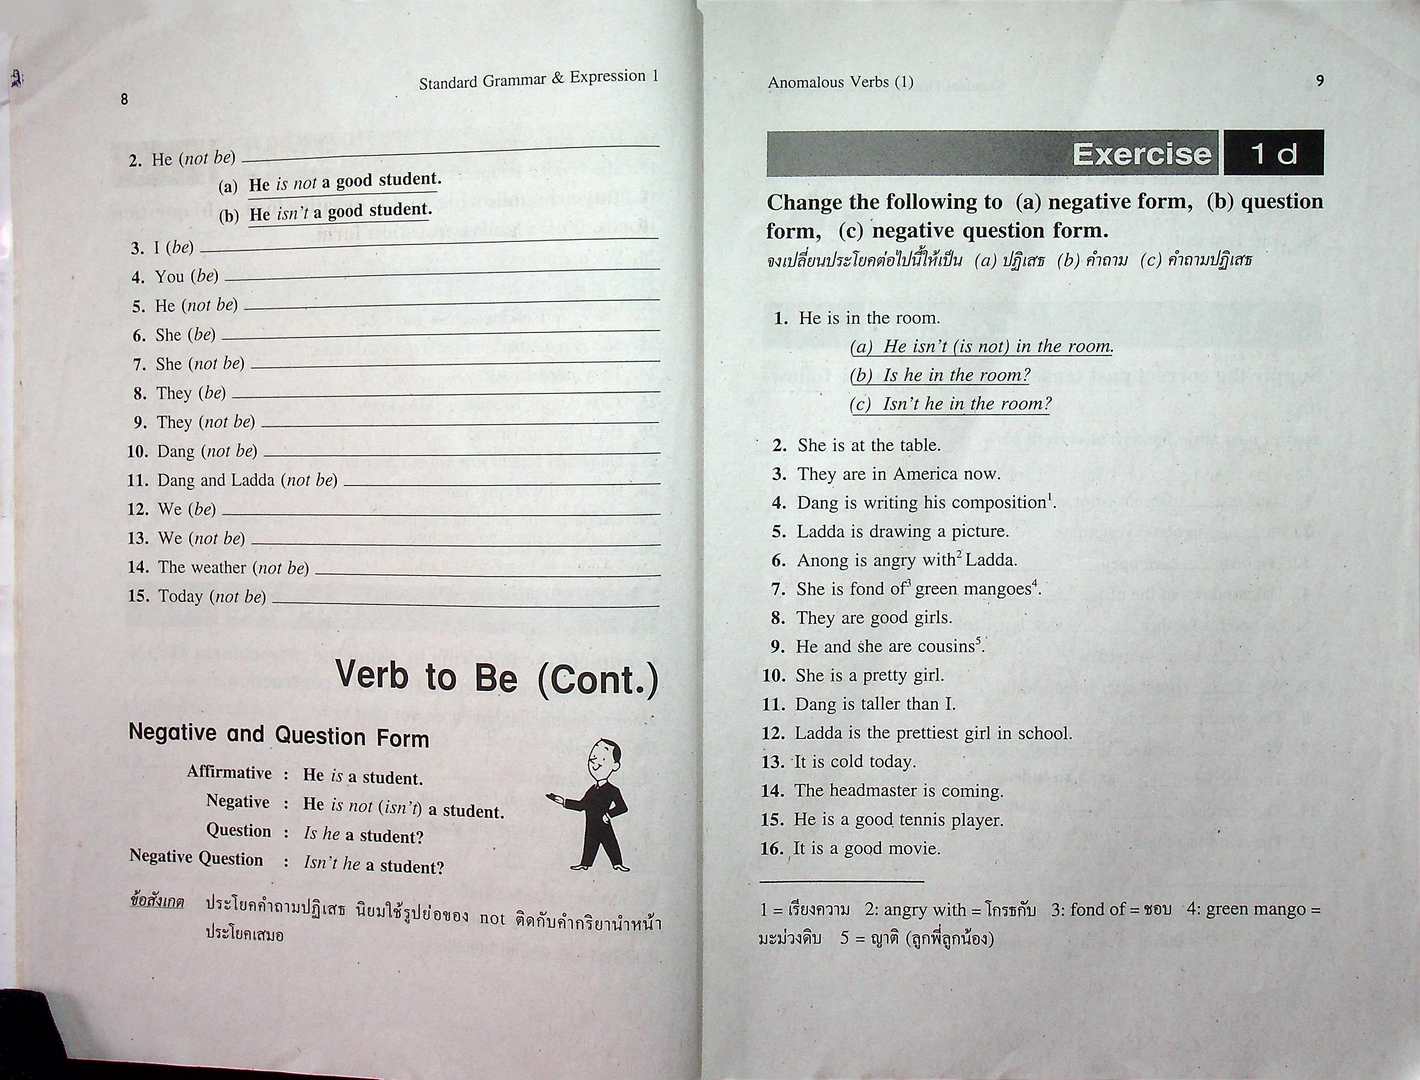 8
Standard Grammar & Expression 1
2. He (not be)
(a) He is not a good student.
(b) He isn't a good student.
3. I (be)
4. You (be)
5. He (not be)
6. She (be)
7. She (not be)
8. They (be)
9. They (not be)
10. Dang (not be)
11. Dang and Ladda (not be)
12. We (be)
13. We (not be)
14. The weather (not be)
15. Today (not be)
Verb to Be (Cont.)
Negative and Question Form
Affirmative : He is a student.
Negative : He is not (isn't) a student.
Question : Is he a student?
Negative Question : Isn't he a student?
ข้อสังเกต ประโยคคำถามปฏิเสธ นิยมใช้รูปย่อของ not ติดกับคำกริยานำหน้า
ประโยคเสมอ
Anomalous Verbs (1)
9
Exercise 1 d
Change the following to (a) negative form, (b) question
form, (c) negative question form.
จงเปลี่ยนประโยคต่อไปนี้ให้เป็น (a) ปฏิเสธ (b) คำถาม (c) คำถามปฏิเสธ
1. He is in the room.
(a) He isn't (is not) in the room.
(b) Is he in the room?
(c) Isn't he in the room?
2. She is at the table.
3. They are in America now.
4. Dang is writing his composition¹.
5. Ladda is drawing a picture.
6. Anong is angry with² Ladda.
7. She is fond of³ green mangoes⁴.
8. They are good girls.
9. He and she are cousins⁵.
10. She is a pretty girl.
11. Dang is taller than I.
12. Ladda is the prettiest girl in school.
13. It is cold today.
14. The headmaster is coming.
15. He is a good tennis player.
16. It is a good movie.
1 = เรียงความ 2: angry with = โกรธกับ 3: fond of = ชอบ 4: green mango =
มะม่วงดิบ 5 = ญาติ (ลูกพี่ลูกน้อง)